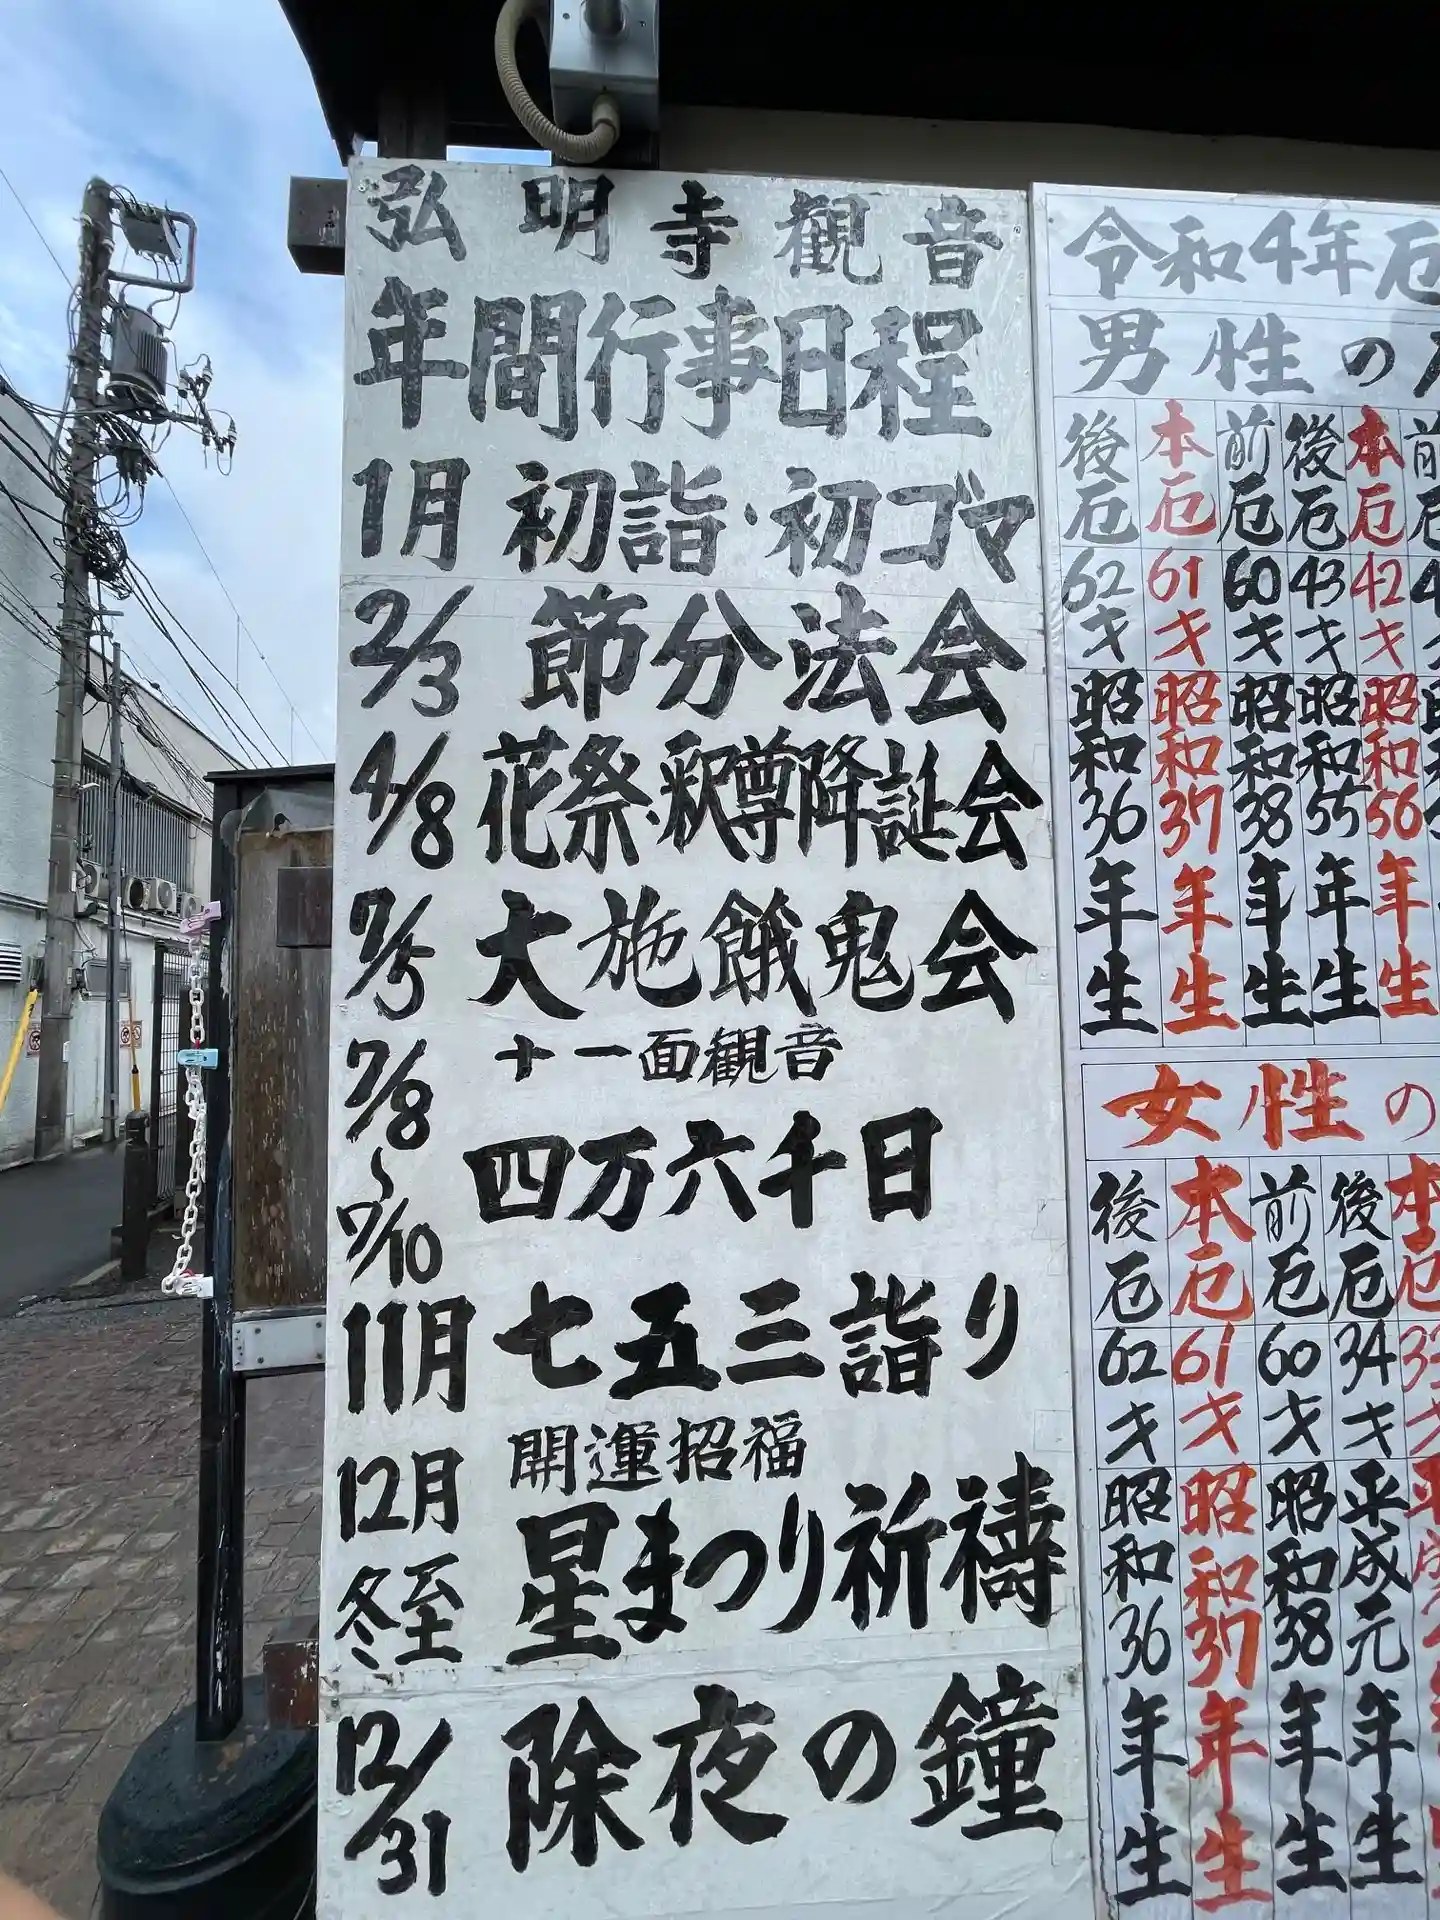 弘明寺観音
年間行事日程
1月 初詣・初ゴマ
2/3 節分法会
4/8 花祭・釈尊降誕会
7/5 大施餓鬼会
7/8〜7/10 十一面観音
四万六千日
11月 七五三詣り
12月冬至 開運招福
星まつり祈祷
12/31 除夜の鐘
令和4年厄
男性の
後厄 本厄 前厄 後厄 本厄 前
62才 61才 60才 43才 42才
昭和36年生 昭和37年生 昭和38年生 昭和55年生 昭和56年生
女性の
後厄 本厄 前厄 後厄 本厄
62才 61才 60才 34才 33才
昭和36年生 昭和37年生 昭和38年生 平成元年生 平成